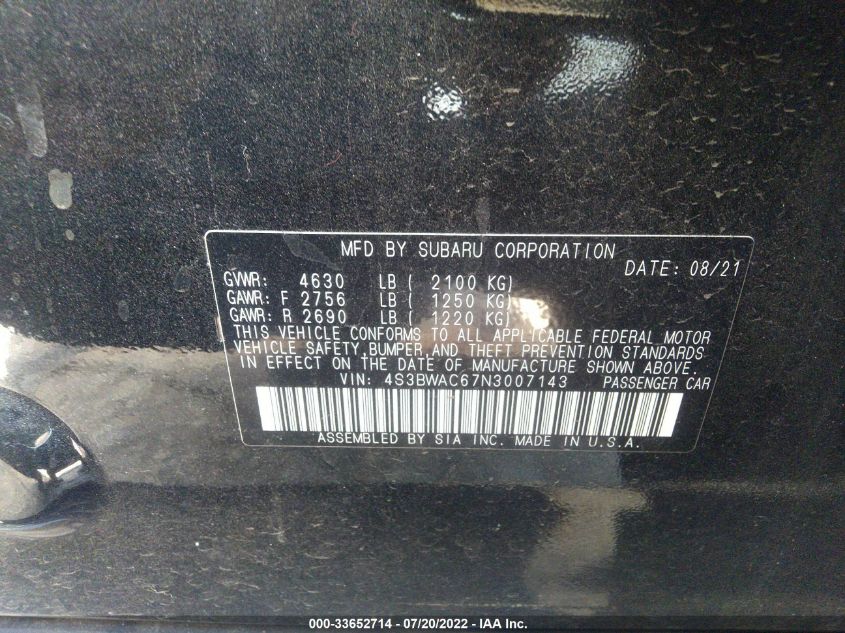 MFD BY SUBARU CORPORATION
DATE: 08/21
GVWR: 4630 LB ( 2100 KG)
GAWR: F 2756 LB ( 1250 KG)
GAWR: R 2690 LB ( 1220 KG)
THIS VEHICLE CONFORMS TO ALL APPLICABLE FEDERAL MOTOR
VEHICLE SAFETY, BUMPER, AND THEFT PREVENTION STANDARDS
IN EFFECT ON THE DATE OF MANUFACTURE SHOWN ABOVE.
VIN: 4S3BWAC67N3007143 PASSENGER CAR
ASSEMBLED BY SIA INC. MADE IN U.S.A.
000-33652714 - 07/20/2022 - IAA Inc.